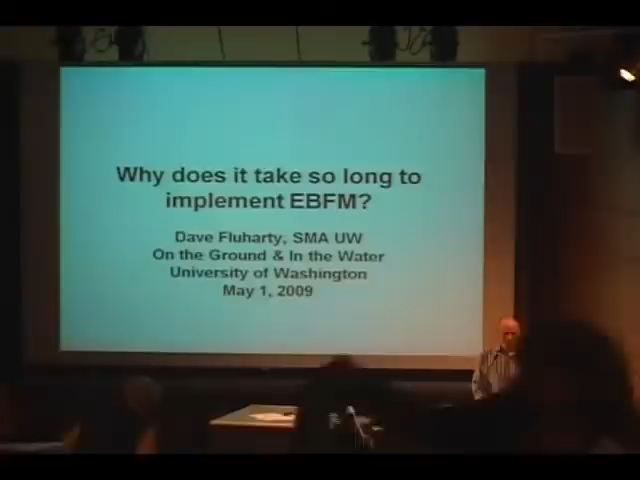 Why does it take so long to
implement EBFM?
Dave Fluharty, SMA UW
On the Ground & In the Water
University of Washington
May 1, 2009